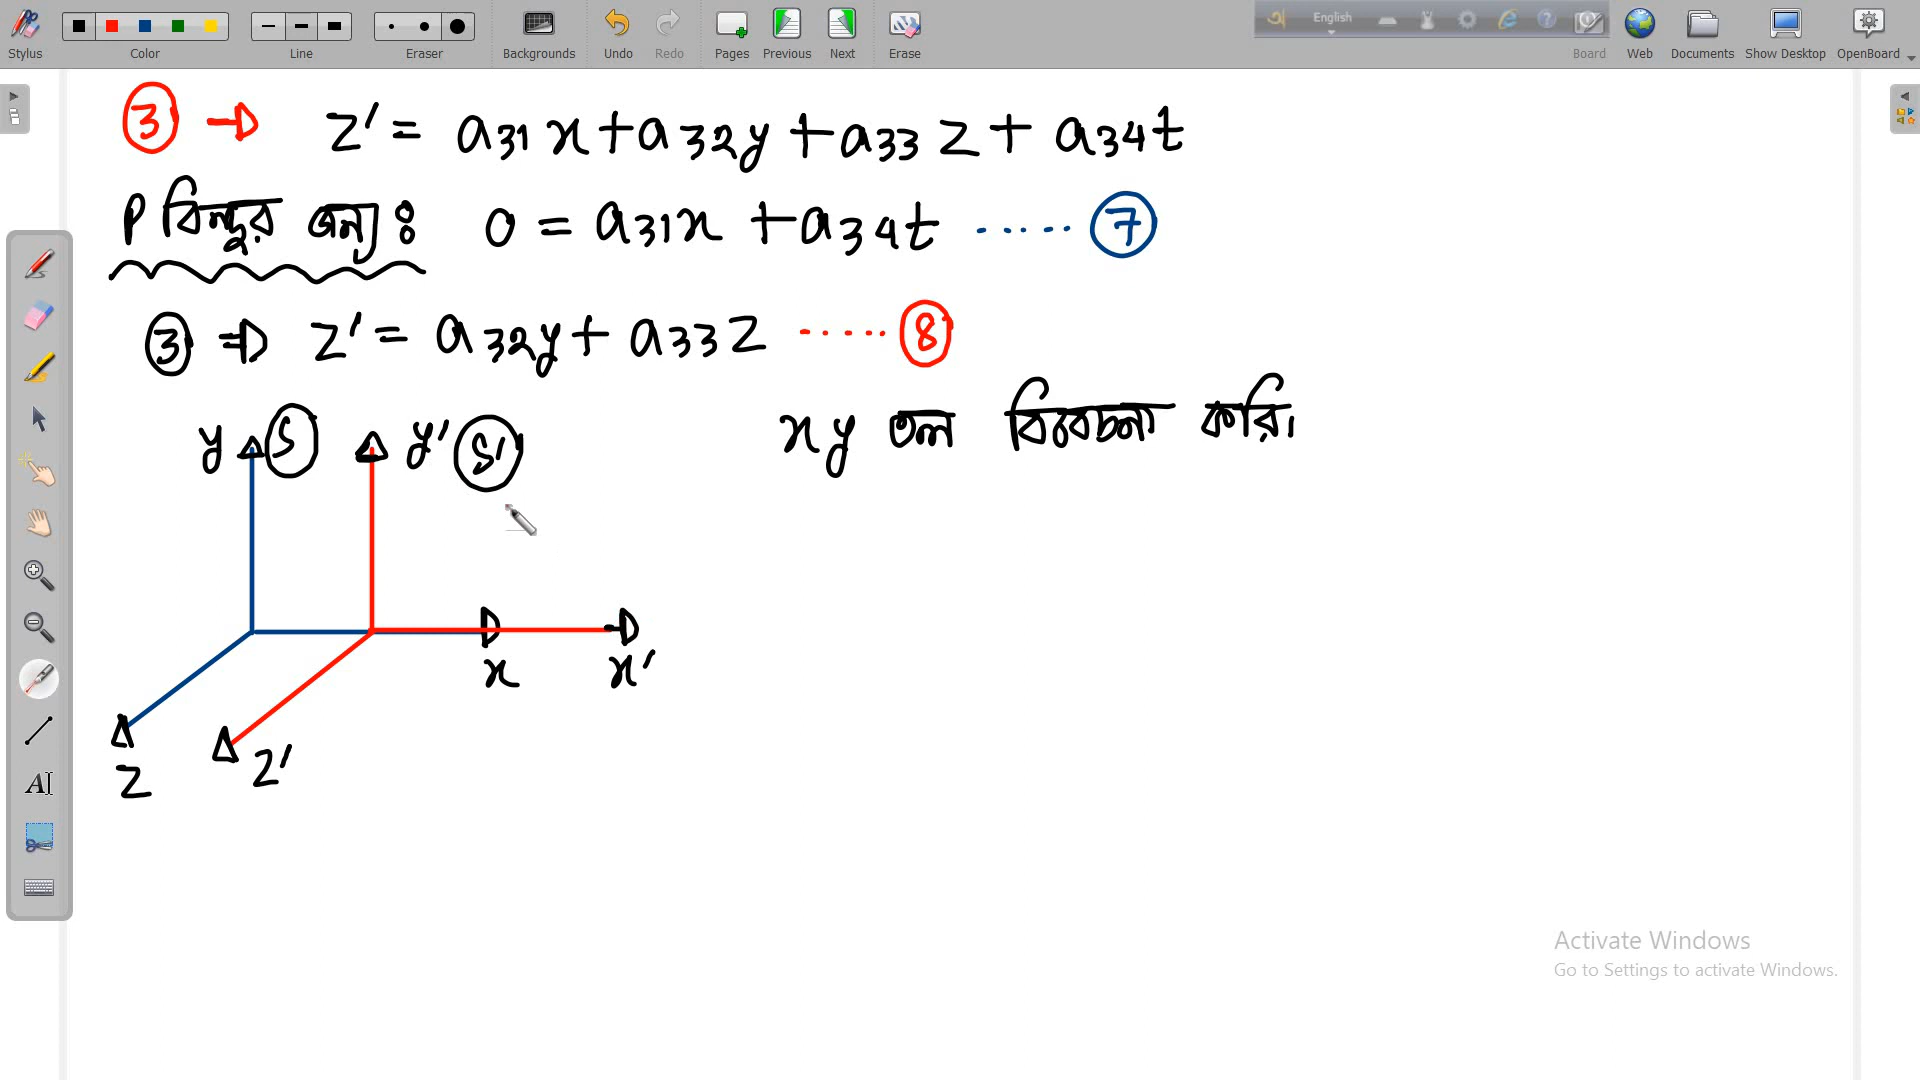 Stylus Color Line Eraser Backgrounds Undo Redo Pages Previous Next Erase English Board Web Documents Show Desktop OpenBoard
③ ⇒ z' = a31x + a32y + a33z + a34t
P বিন্দুর জন্য: 0 = a31x + a34t ...... ⑦
③ ⇒ z' = a32y + a33z ...... ⑧
xy তল বিবেচনা করি।
y S y' S'
x x'
z z'
Activate Windows
Go to Settings to activate Windows.